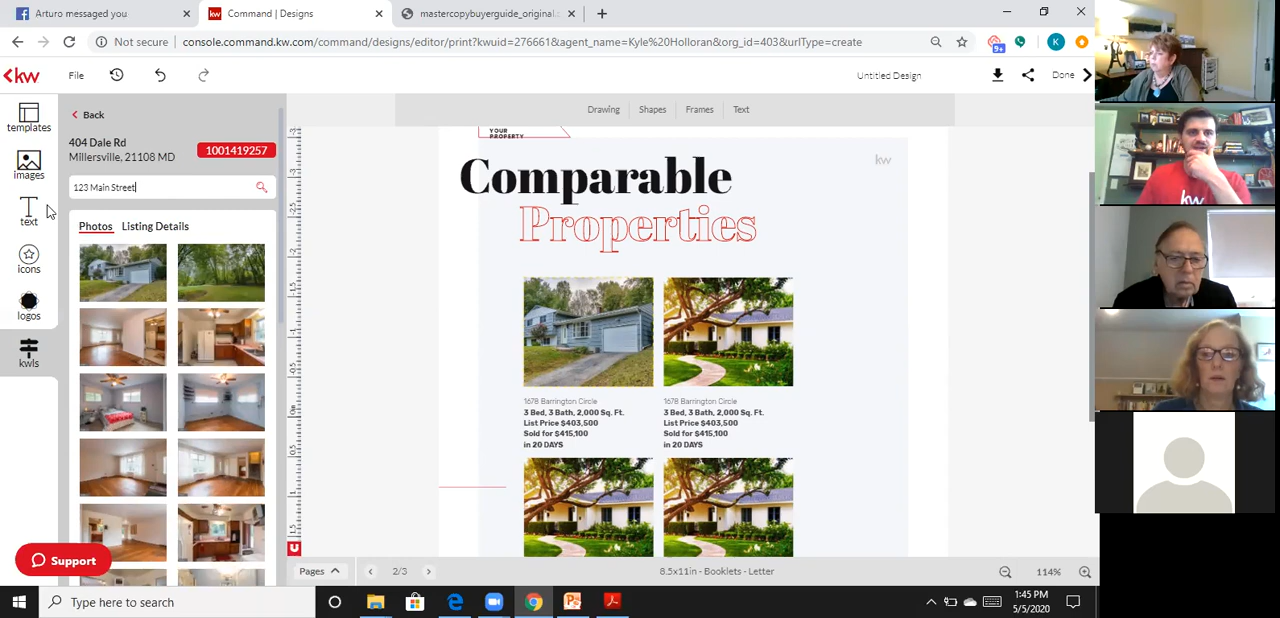 Arturo messaged you
Command | Designs
mastercopybuyerguide_original.
Not secure
console.command.kw.com/command/designs/editor/print?kwuid=276661&agent_name=Kyle%20Holloran&org_id=403&urlType=create
9+
K
kw
File
Untitled Design
Done
templates
images
text
icons
logos
kwls
Back
404 Dale Rd
Millersville, 21108 MD
1001419257
123 Main Street
Photos
Listing Details
Support
Drawing
Shapes
Frames
Text
YOUR
PROPERTY
kw
Comparable
Properties
1678 Barrington Circle
3 Bed, 3 Bath, 2,000 Sq. Ft.
List Price $403,500
Sold for $415,100
in 20 DAYS
1678 Barrington Circle
3 Bed, 3 Bath, 2,000 Sq. Ft.
List Price $403,500
Sold for $415,100
in 20 DAYS
Pages
2/3
8.5x11in - Booklets - Letter
114%
Type here to search
1:45 PM
5/5/2020
kw